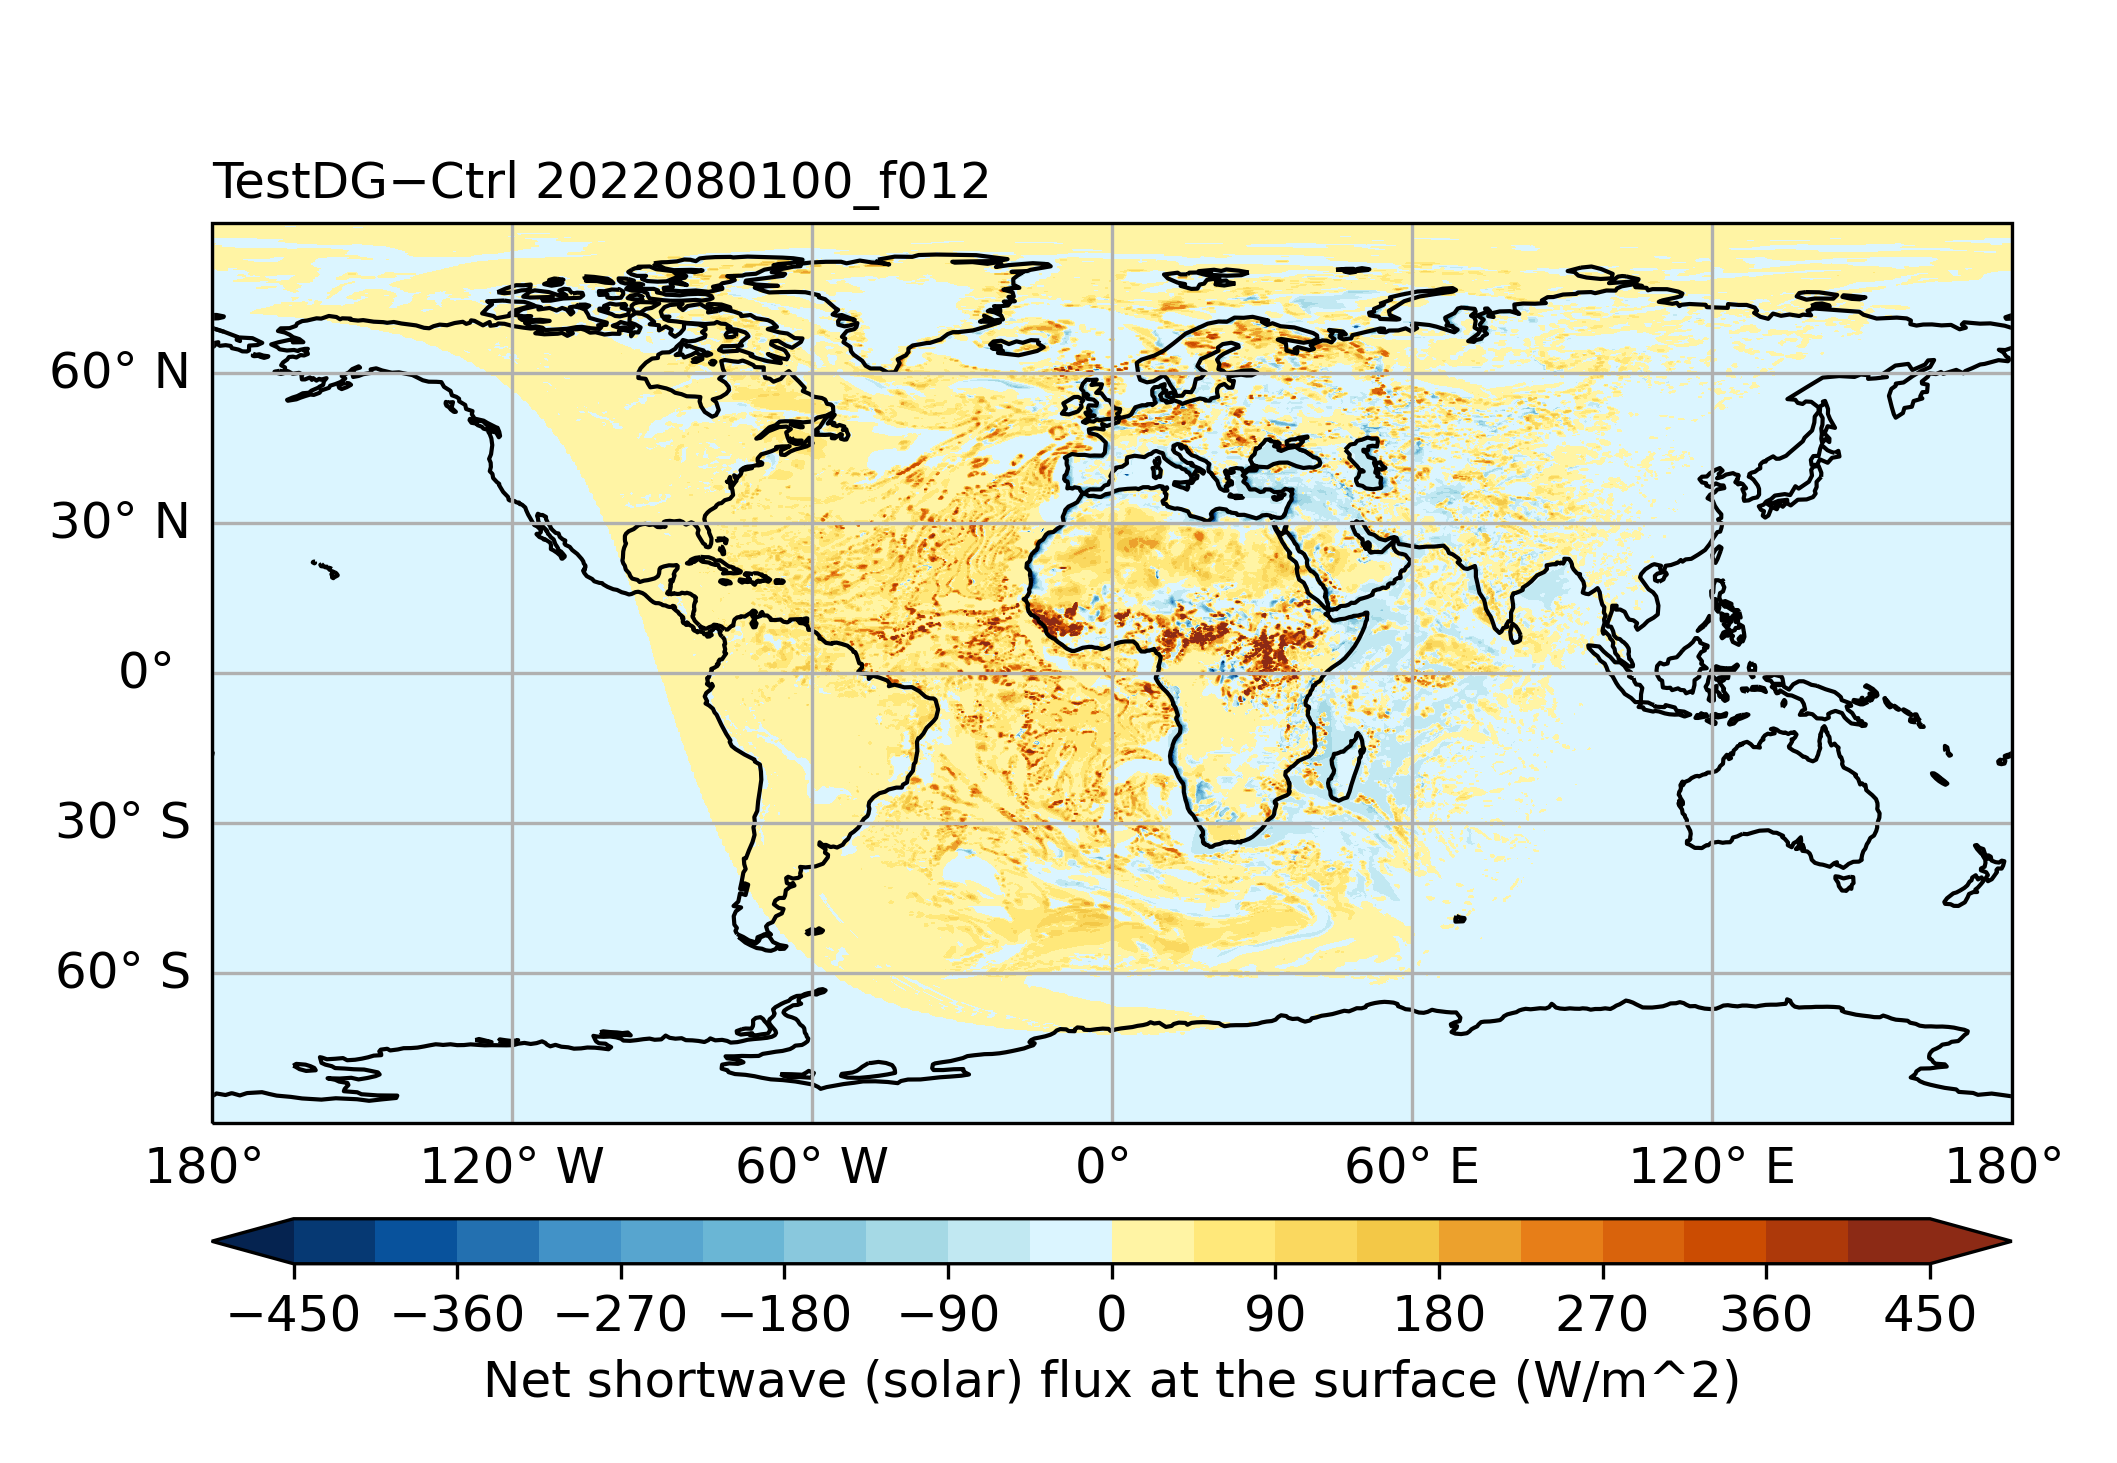 TestDG−Ctrl 2022080100_f012
60° N
30° N
0°
30° S
60° S
180° 120° W 60° W 0° 60° E 120° E 180°
−450 −360 −270 −180 −90 0 90 180 270 360 450
Net shortwave (solar) flux at the surface (W/m^2)